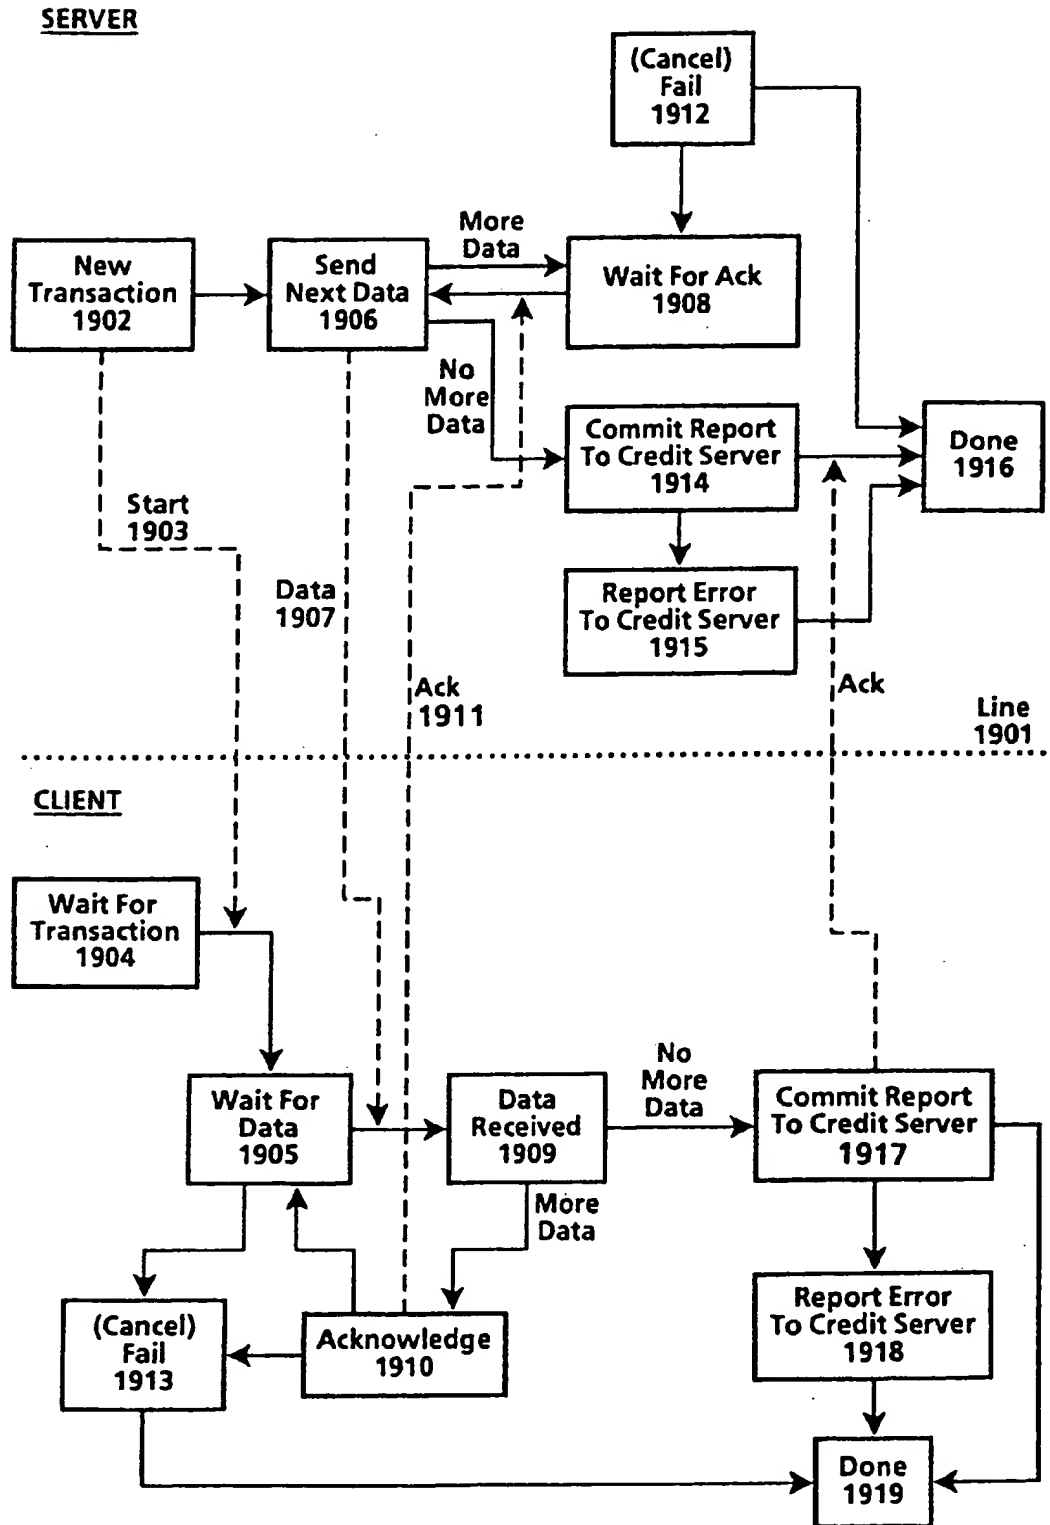 SERVER
(Cancel)
Fail
1912
More
Data
New
Transaction
1902
Send
Next Data
1906
Wait For Ack
1908
No
More
Data
Commit Report
To Credit Server
1914
Done
1916
Start
1903
Data
1907
Report Error
To Credit Server
1915
Ack
1911
Ack
Line
1901
CLIENT
Wait For
Transaction
1904
Wait For
Data
1905
Data
Received
1909
No
More
Data
Commit Report
To Credit Server
1917
More
Data
(Cancel)
Fail
1913
Acknowledge
1910
Report Error
To Credit Server
1918
Done
1919